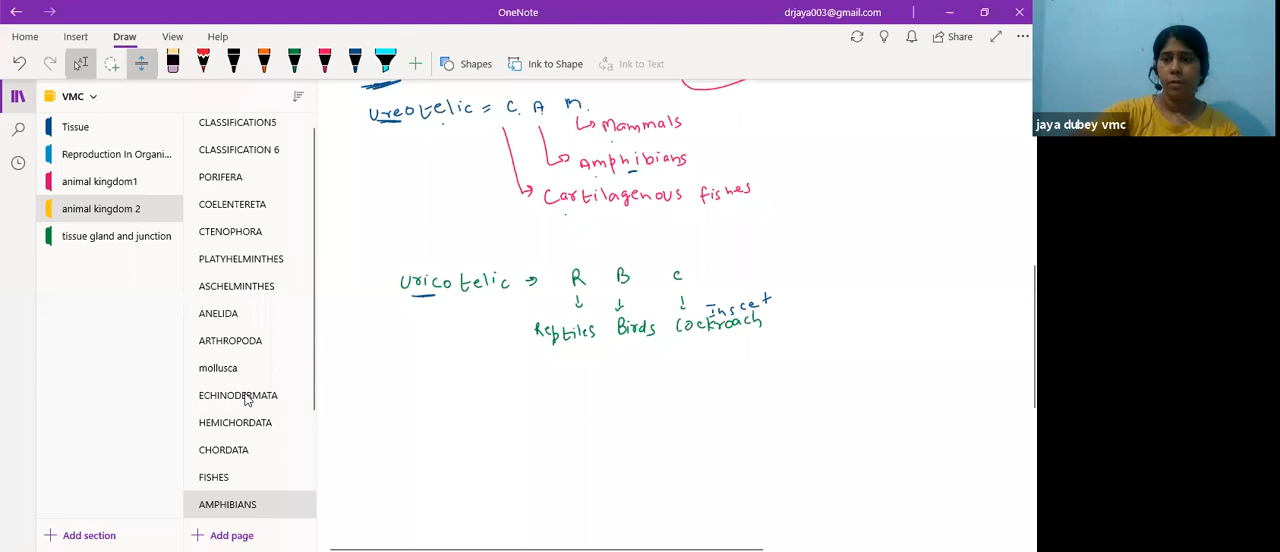 OneNote
drjaya003@gmail.com
Home Insert Draw View Help
Share
Shapes Ink to Shape Ink to Text
VMC
Tissue
Reproduction In Organi...
animal kingdom1
animal kingdom 2
tissue gland and junction
Add section
CLASSIFICATION5
CLASSIFICATION 6
PORIFERA
COELENTERETA
CTENOPHORA
PLATYHELMINTHES
ASCHELMINTHES
ANELIDA
ARTHROPODA
mollusca
ECHINODERMATA
HEMICHORDATA
CHORDATA
FISHES
AMPHIBIANS
Add page
Ureotelic = C. A m.
Mammals
Amphibians
Cartilagenous fishes
Uricotelic → R B C
Inscet
Reptiles Birds Cockroach
jaya dubey vmc